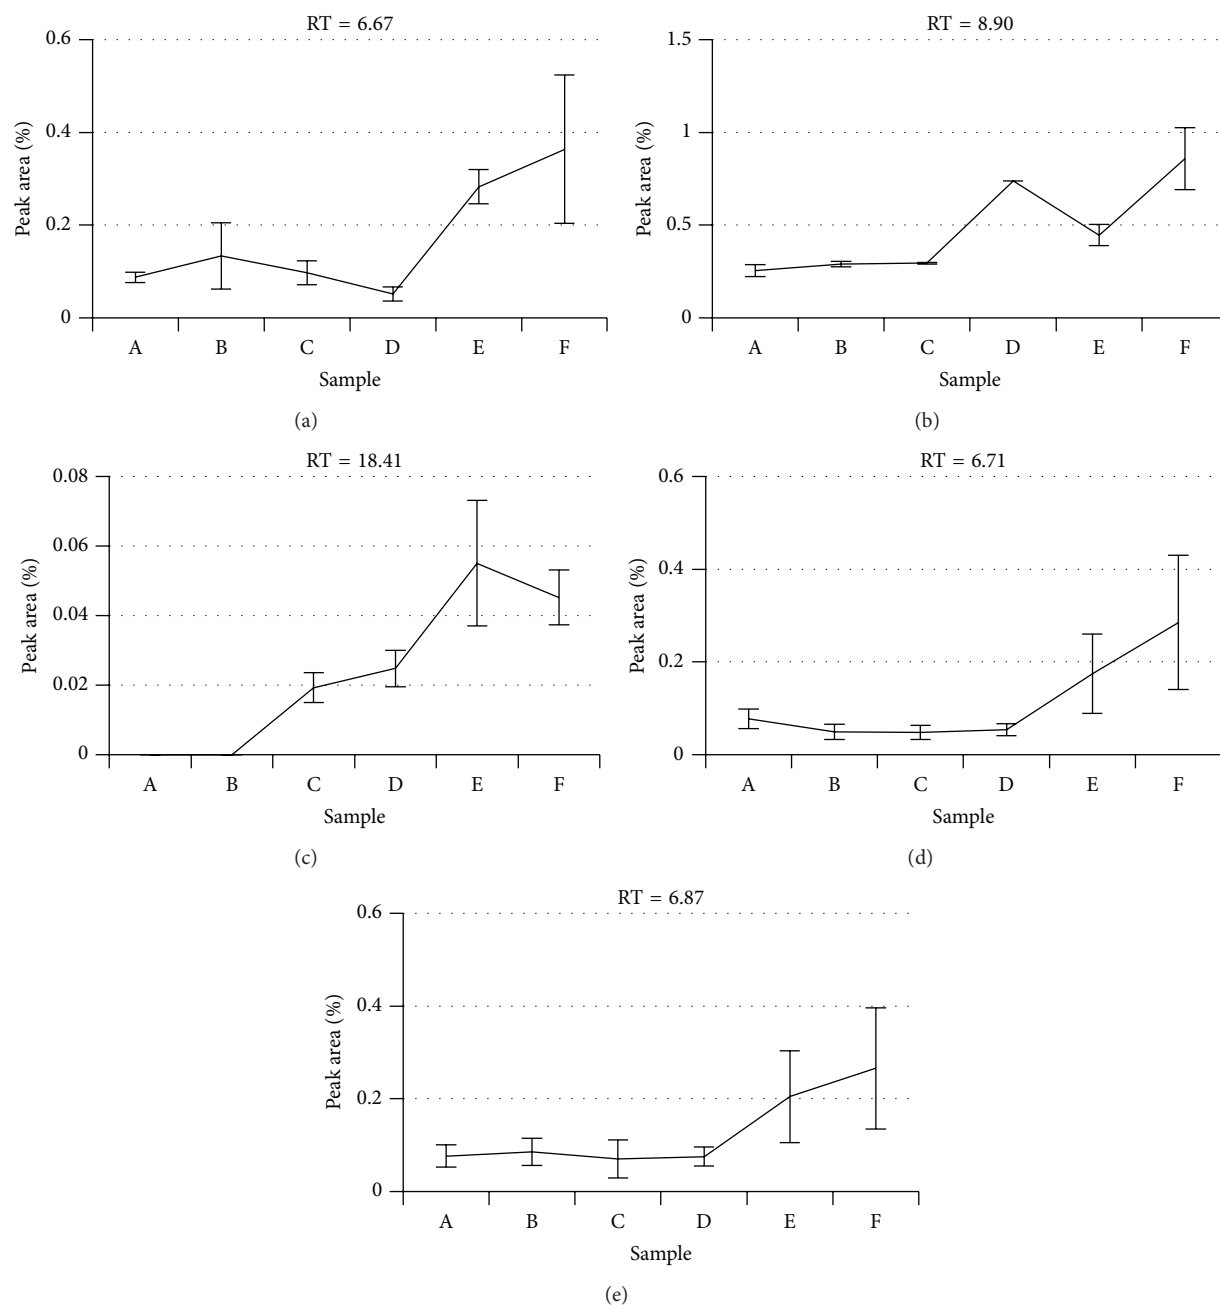 RT = 6.67
0.6
0.4
0.2
0
Peak area (%)
A B C D E F
Sample
(a)
RT = 8.90
1.5
1
0.5
0
Peak area (%)
A B C D E F
Sample
(b)
RT = 18.41
0.08
0.06
0.04
0.02
0
Peak area (%)
A B C D E F
Sample
(c)
RT = 6.71
0.6
0.4
0.2
0
Peak area (%)
A B C D E F
Sample
(d)
RT = 6.87
0.6
0.4
0.2
0
Peak area (%)
A B C D E F
Sample
(e)